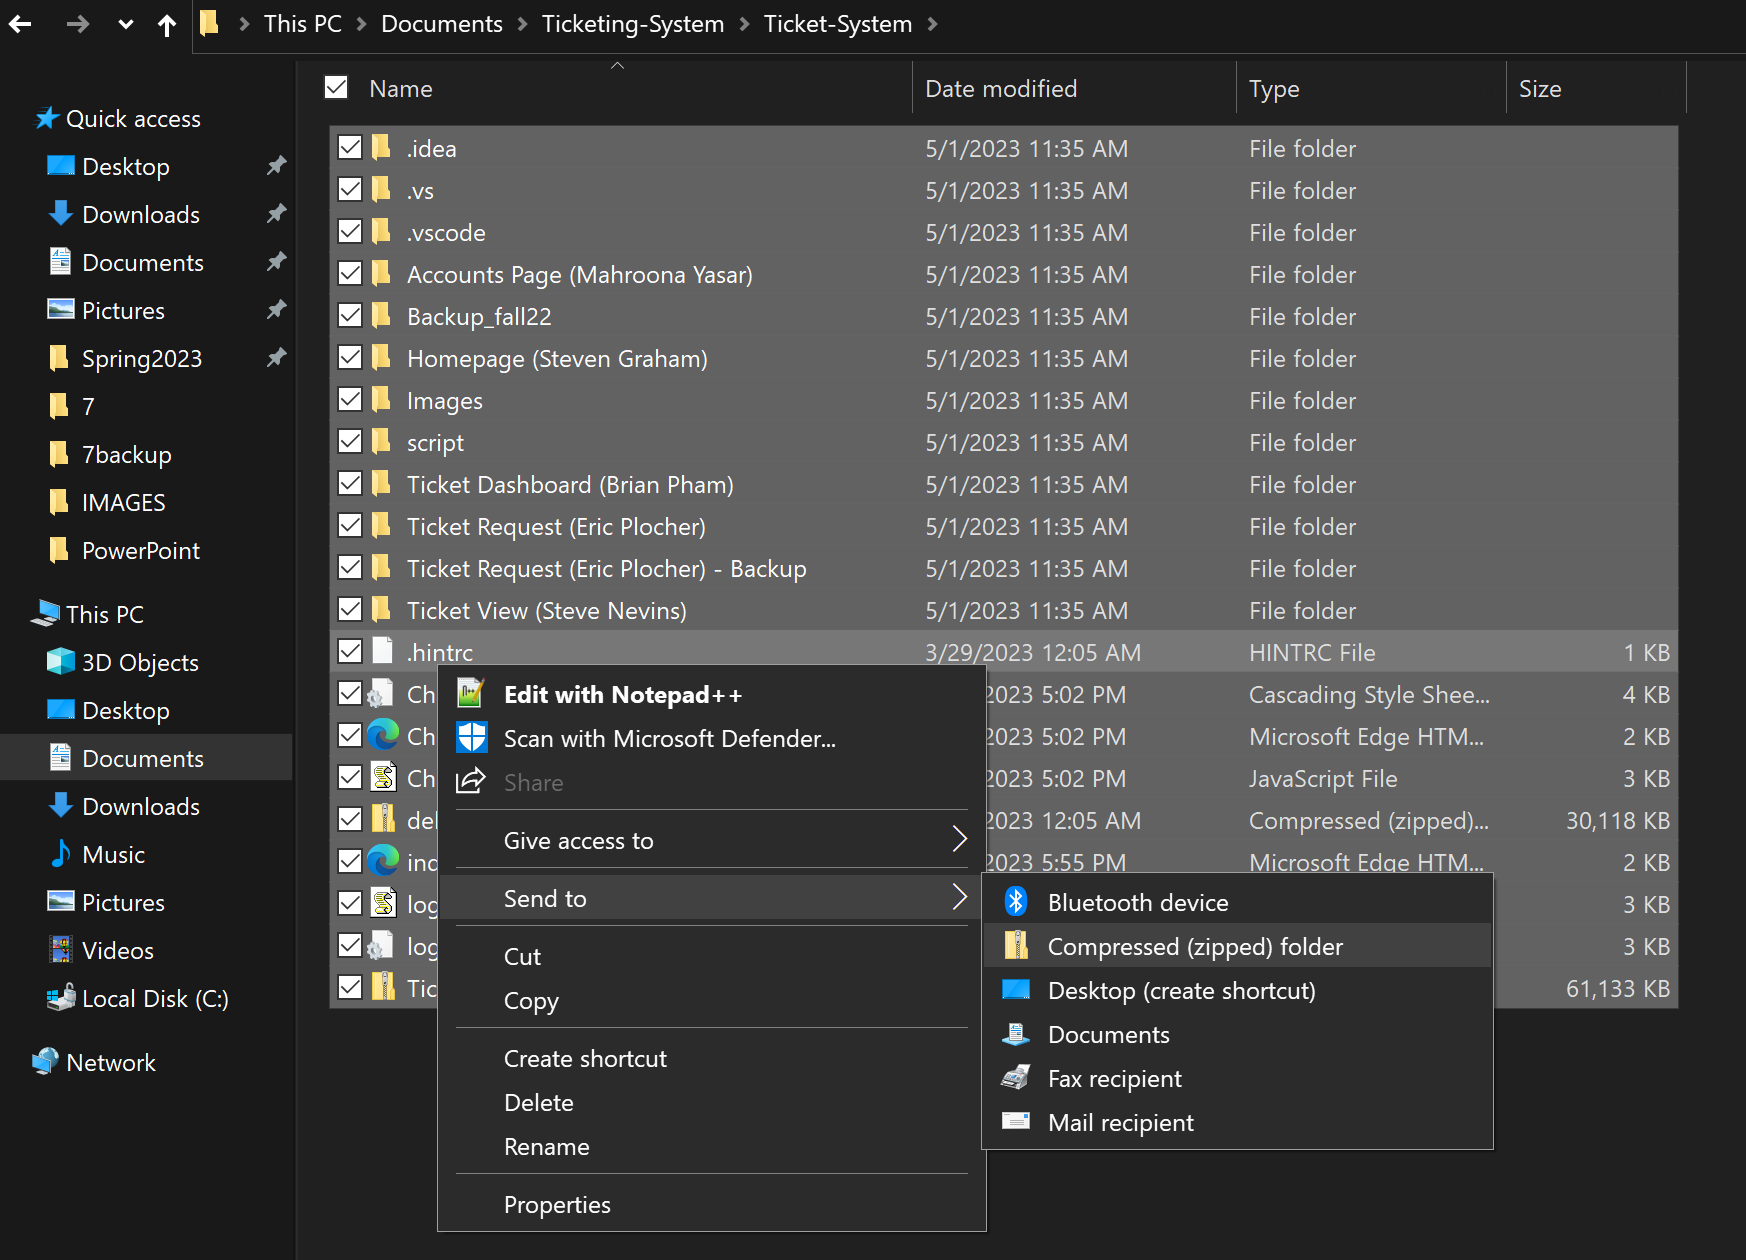 This PC > Documents > Ticketing-System > Ticket-System >
Name Date modified Type Size
Quick access
Desktop
Downloads
Documents
Pictures
Spring2023
7
7backup
IMAGES
PowerPoint
This PC
3D Objects
Desktop
Documents
Downloads
Music
Pictures
Videos
Local Disk (C:)
Network
.idea 5/1/2023 11:35 AM File folder
.vs 5/1/2023 11:35 AM File folder
.vscode 5/1/2023 11:35 AM File folder
Accounts Page (Mahroona Yasar) 5/1/2023 11:35 AM File folder
Backup_fall22 5/1/2023 11:35 AM File folder
Homepage (Steven Graham) 5/1/2023 11:35 AM File folder
Images 5/1/2023 11:35 AM File folder
script 5/1/2023 11:35 AM File folder
Ticket Dashboard (Brian Pham) 5/1/2023 11:35 AM File folder
Ticket Request (Eric Plocher) 5/1/2023 11:35 AM File folder
Ticket Request (Eric Plocher) - Backup 5/1/2023 11:35 AM File folder
Ticket View (Steve Nevins) 5/1/2023 11:35 AM File folder
.hintrc 3/29/2023 12:05 AM HINTRC File 1 KB
Ch 2023 5:02 PM Cascading Style Shee... 4 KB
Ch 2023 5:02 PM Microsoft Edge HTM... 2 KB
Ch 2023 5:02 PM JavaScript File 3 KB
2023 12:05 AM Compressed (zipped)... 30,118 KB
2023 5:55 PM Microsoft Edge HTM... 2 KB
log 3 KB
log 3 KB
Tic 61,133 KB
Edit with Notepad++
Scan with Microsoft Defender...
Share
Give access to
Send to
Cut
Copy
Create shortcut
Delete
Rename
Properties
Bluetooth device
Compressed (zipped) folder
Desktop (create shortcut)
Documents
Fax recipient
Mail recipient